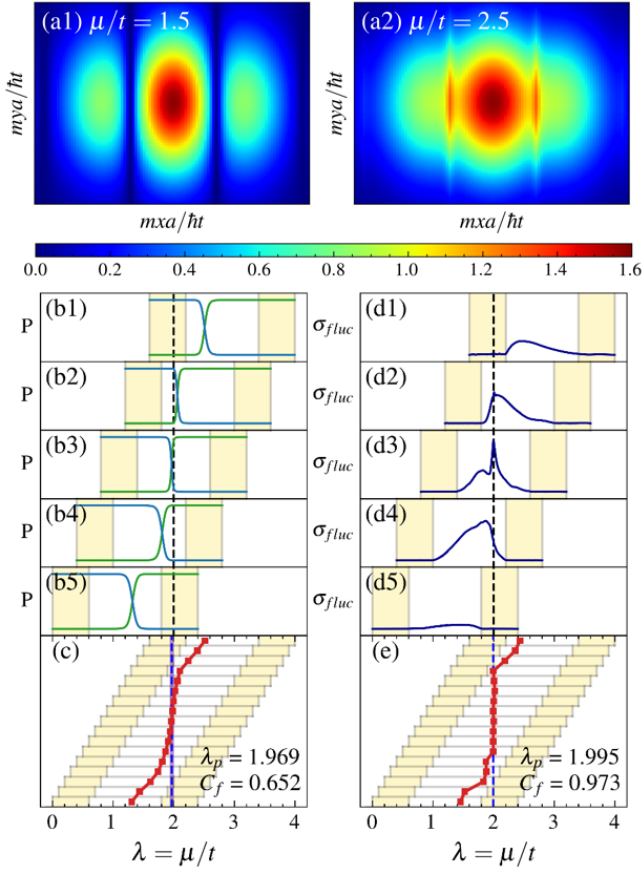 (a1) μ/t = 1.5
(a2) μ/t = 2.5
mya/ħt
mya/ħt
mxa/ħt
mxa/ħt
0.0 0.2 0.4 0.6 0.8 1.0 1.2 1.4 1.6
P (b1)
σfluc (d1)
P (b2)
σfluc (d2)
P (b3)
σfluc (d3)
P (b4)
σfluc (d4)
P (b5)
σfluc (d5)
(c)
λp = 1.969
Cf = 0.652
(e)
λp = 1.995
Cf = 0.973
0 1 2 3 4
0 1 2 3 4
λ = μ/t
λ = μ/t